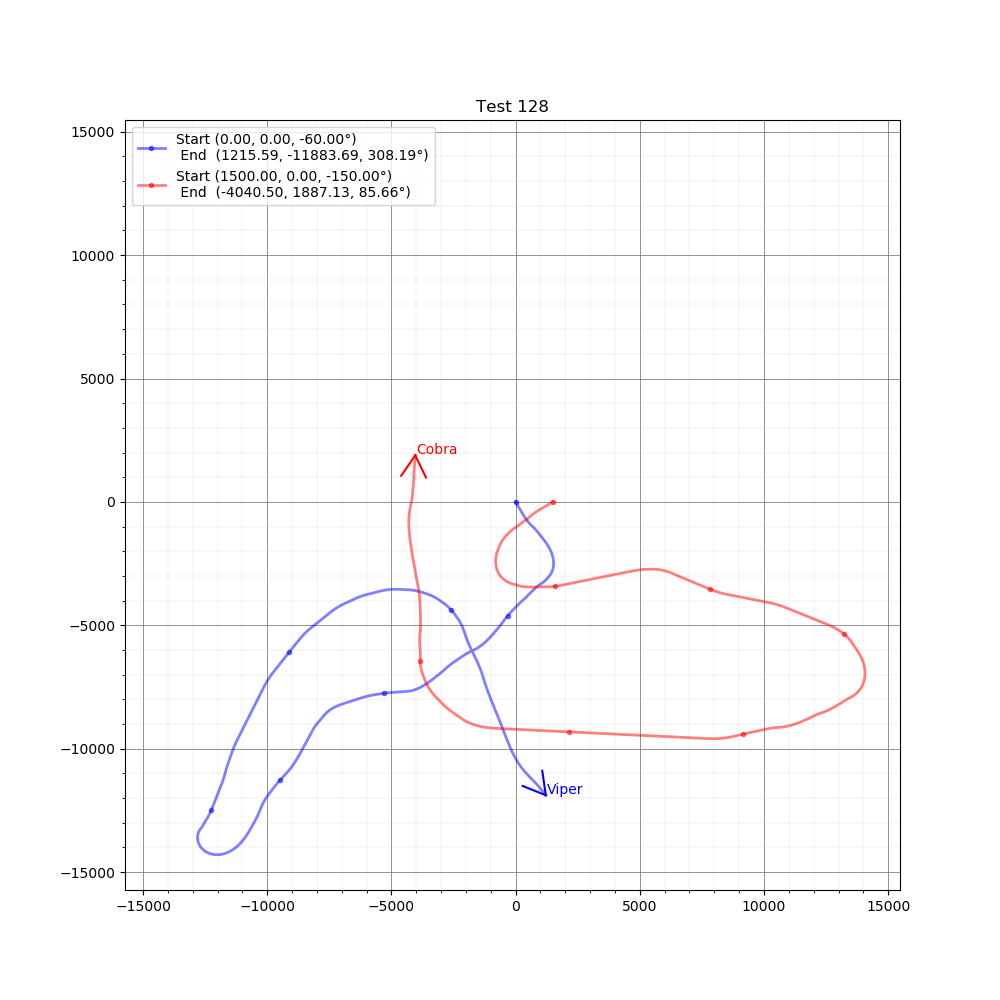 Test 128
Start (0.00, 0.00, -60.00°)
End  (1215.59, -11883.69, 308.19°)
Start (1500.00, 0.00, -150.00°)
End  (-4040.50, 1887.13, 85.66°)
15000
10000
5000
0
−5000
−10000
−15000
Cobra
Viper
−15000 −10000 −5000 0 5000 10000 15000